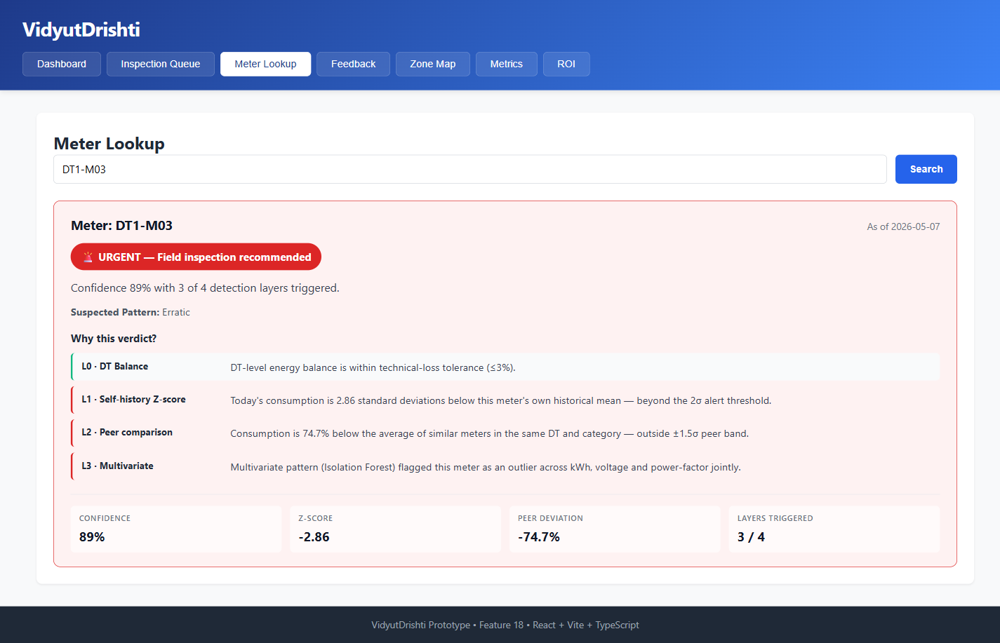 VidyutDrishti
Dashboard Inspection Queue Meter Lookup Feedback Zone Map Metrics ROI
Meter Lookup
DT1-M03 Search
Meter: DT1-M03 As of 2026-05-07
URGENT — Field inspection recommended
Confidence 89% with 3 of 4 detection layers triggered.
Suspected Pattern: Erratic
Why this verdict?
L0 · DT Balance DT-level energy balance is within technical-loss tolerance (≤3%).
L1 · Self-history Z-score Today's consumption is 2.86 standard deviations below this meter's own historical mean — beyond the 2σ alert threshold.
L2 · Peer comparison Consumption is 74.7% below the average of similar meters in the same DT and category — outside ±1.5σ peer band.
L3 · Multivariate Multivariate pattern (Isolation Forest) flagged this meter as an outlier across kWh, voltage and power-factor jointly.
CONFIDENCE Z-SCORE PEER DEVIATION LAYERS TRIGGERED
89% -2.86 -74.7% 3 / 4
VidyutDrishti Prototype • Feature 18 • React + Vite + TypeScript